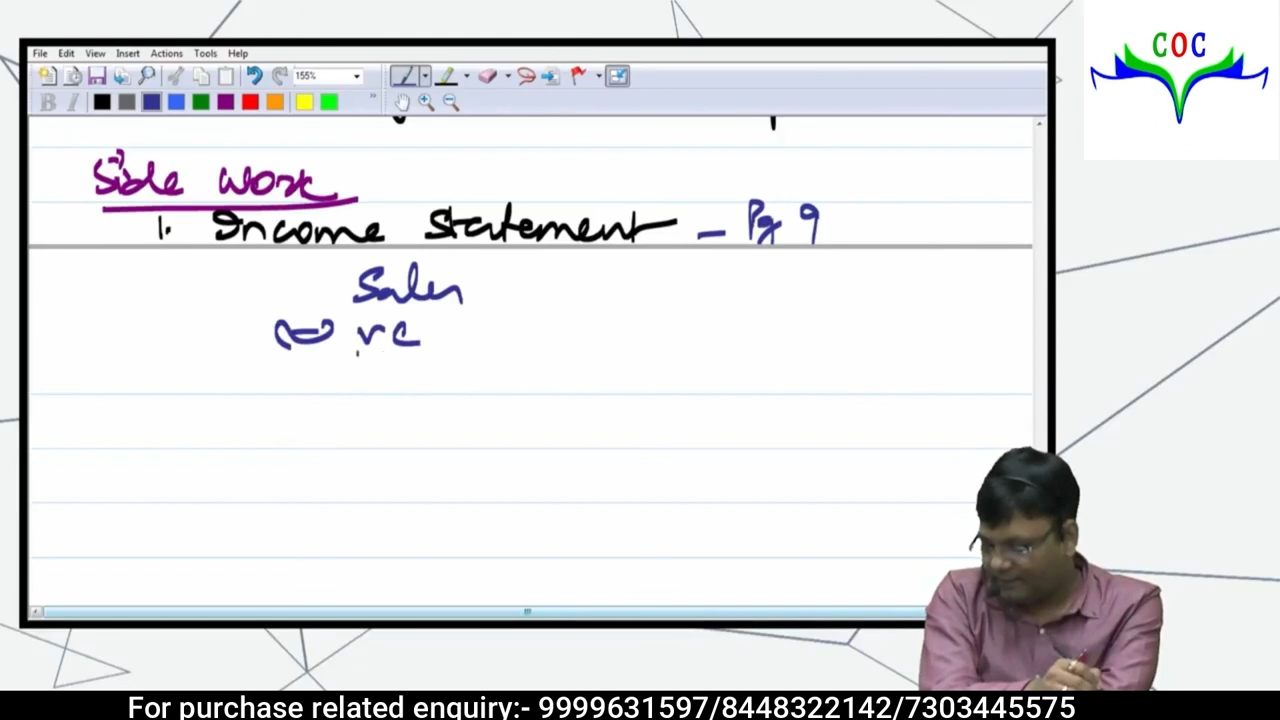 COC
File Edit View Insert Actions Tools Help
155%
B I
Side Work
1. Income Statement - Pg 9
Sales
(-) VC
For purchase related enquiry:- 9999631597/8448322142/7303445575